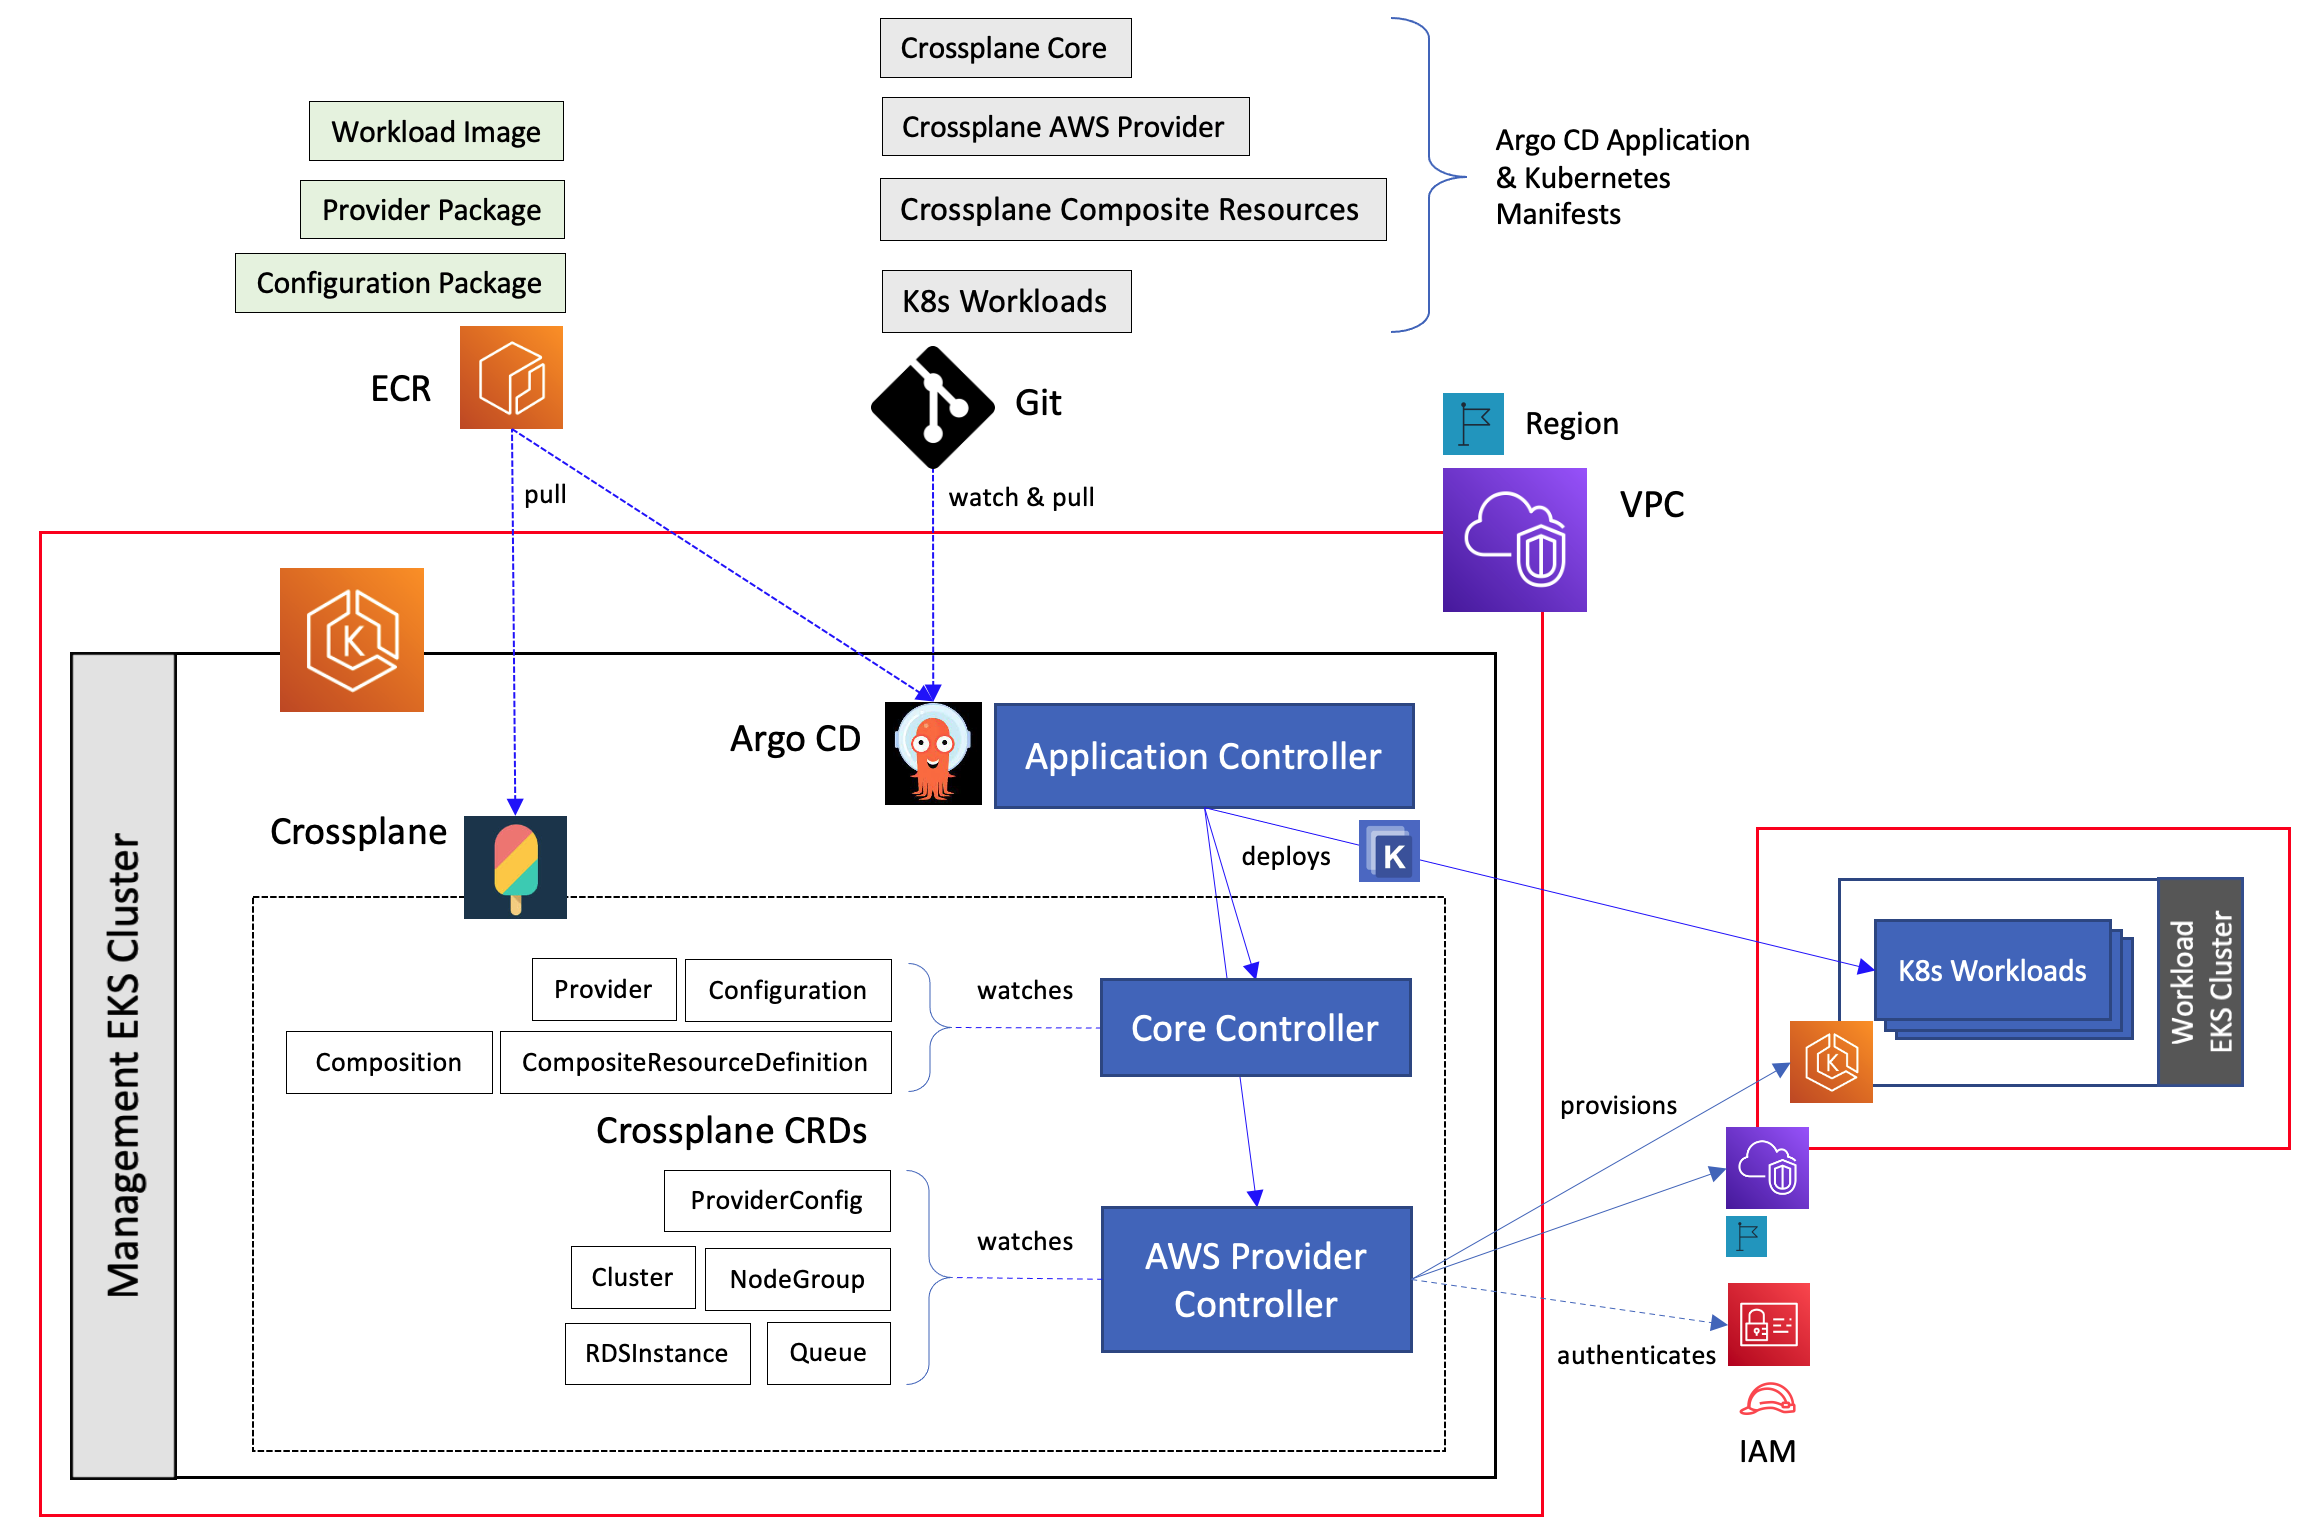 Crossplane Core
Workload Image
Crossplane AWS Provider
Provider Package
Crossplane Composite Resources
Configuration Package
K8s Workloads
Argo CD Application
& Kubernetes
Manifests
ECR
Git
Region
VPC
pull
watch & pull
K
Argo CD
Application Controller
Crossplane
deploys
K
Management EKS Cluster
Provider
Configuration
watches
Core Controller
Composition
CompositeResourceDefinition
Crossplane CRDs
ProviderConfig
watches
AWS Provider
Controller
Cluster
NodeGroup
RDSInstance
Queue
K8s Workloads
Workload
EKS Cluster
K
provisions
authenticates
IAM